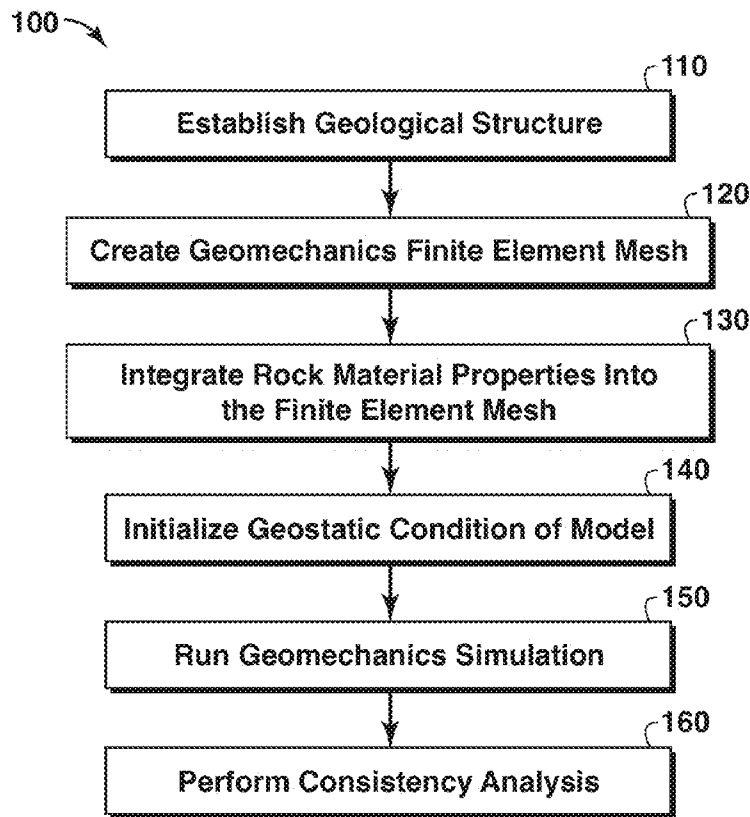 100
110
Establish Geological Structure
120
Create Geomechanics Finite Element Mesh
130
Integrate Rock Material Properties Into
the Finite Element Mesh
140
Initialize Geostatic Condition of Model
150
Run Geomechanics Simulation
160
Perform Consistency Analysis